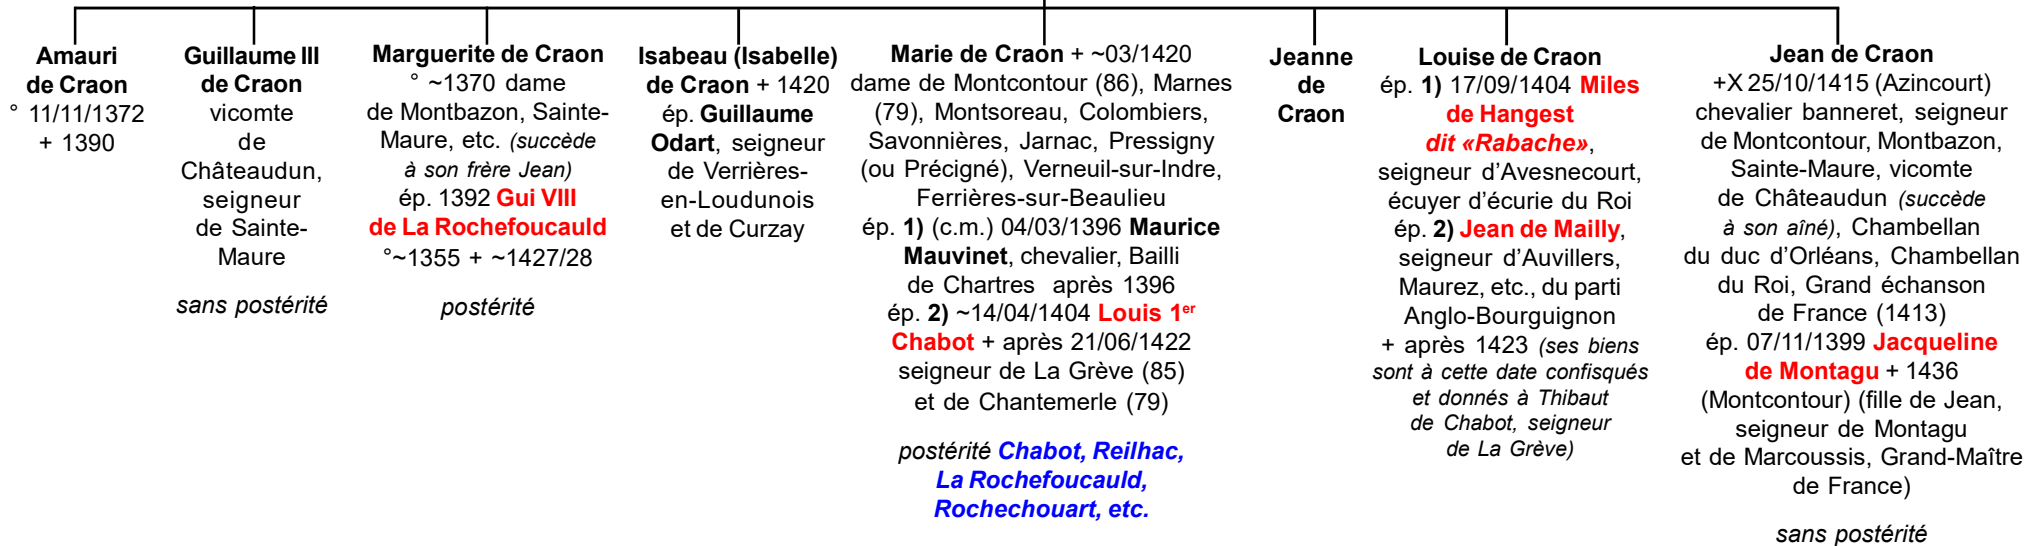 Amauri
de Craon
° 11/11/1372
+ 1390
Guillaume III
de Craon
vicomte
de
Châteaudun,
seigneur
de Sainte-
Maure
sans postérité
Marguerite de Craon
° ~1370 dame
de Montbazon, Sainte-
Maure, etc. (succède
à son frère Jean)
ép. 1392 Gui VIII
de La Rochefoucauld
°~1355 + ~1427/28
postérité
Isabeau (Isabelle)
de Craon + 1420
ép. Guillaume
Odart, seigneur
de Verrières-
en-Loudunois
et de Curzay
Marie de Craon + ~03/1420
dame de Montcontour (86), Marnes
(79), Montsoreau, Colombiers,
Savonnières, Jarnac, Pressigny
(ou Précigné), Verneuil-sur-Indre,
Ferrières-sur-Beaulieu
ép. 1) (c.m.) 04/03/1396 Maurice
Mauvinet, chevalier, Bailli
de Chartres après 1396
ép. 2) ~14/04/1404 Louis 1er
Chabot + après 21/06/1422
seigneur de La Grève (85)
et de Chantemerle (79)
postérité Chabot, Reilhac,
La Rochefoucauld,
Rochechouart, etc.
Jeanne
de
Craon
Louise de Craon
ép. 1) 17/09/1404 Miles
de Hangest
dit «Rabache»,
seigneur d’Avesnecourt,
écuyer d’écurie du Roi
ép. 2) Jean de Mailly,
seigneur d’Auvillers,
Maurez, etc., du parti
Anglo-Bourguignon
+ après 1423 (ses biens
sont à cette date confisqués
et donnés à Thibaut
de Chabot, seigneur
de La Grève)
Jean de Craon
+X 25/10/1415 (Azincourt)
chevalier banneret, seigneur
de Montcontour, Montbazon,
Sainte-Maure, vicomte
de Châteaudun (succède
à son aîné), Chambellan
du duc d’Orléans, Chambellan
du Roi, Grand échanson
de France (1413)
ép. 07/11/1399 Jacqueline
de Montagu + 1436
(Montcontour) (fille de Jean,
seigneur de Montagu
et de Marcoussis, Grand-Maître
de France)
sans postérité